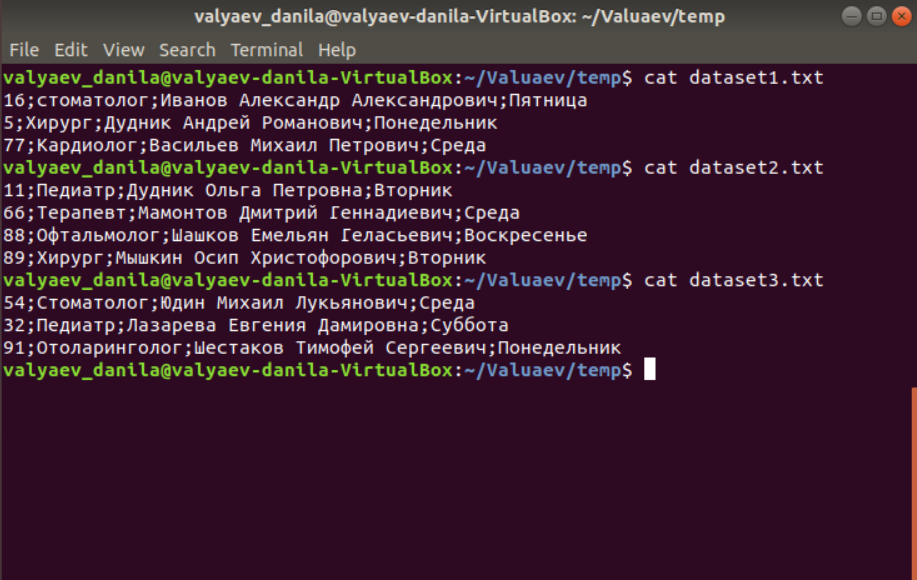 valyaev_danila@valyaev-danila-VirtualBox: ~/Valuaev/temp
File Edit View Search Terminal Help
valyaev_danila@valyaev-danila-VirtualBox:~/Valuaev/temp$ cat dataset1.txt
16;стоматолог;Иванов Александр Александрович;Пятница
5;Хирург;Дудник Андрей Романович;Понедельник
77;Кардиолог;Васильев Михаил Петрович;Среда
valyaev_danila@valyaev-danila-VirtualBox:~/Valuaev/temp$ cat dataset2.txt
11;Педиатр;Дудник Ольга Петровна;Вторник
66;Терапевт;Мамонтов Дмитрий Геннадиевич;Среда
88;Офтальмолог;Шашков Емельян Геласьевич;Воскресенье
89;Хирург;Мышкин Осип Христофорович;Вторник
valyaev_danila@valyaev-danila-VirtualBox:~/Valuaev/temp$ cat dataset3.txt
54;Стоматолог;Юдин Михаил Лукьянович;Среда
32;Педиатр;Лазарева Евгения Дамировна;Суббота
91;Отоларинголог;Шестаков Тимофей Сергеевич;Понедельник
valyaev_danila@valyaev-danila-VirtualBox:~/Valuaev/temp$